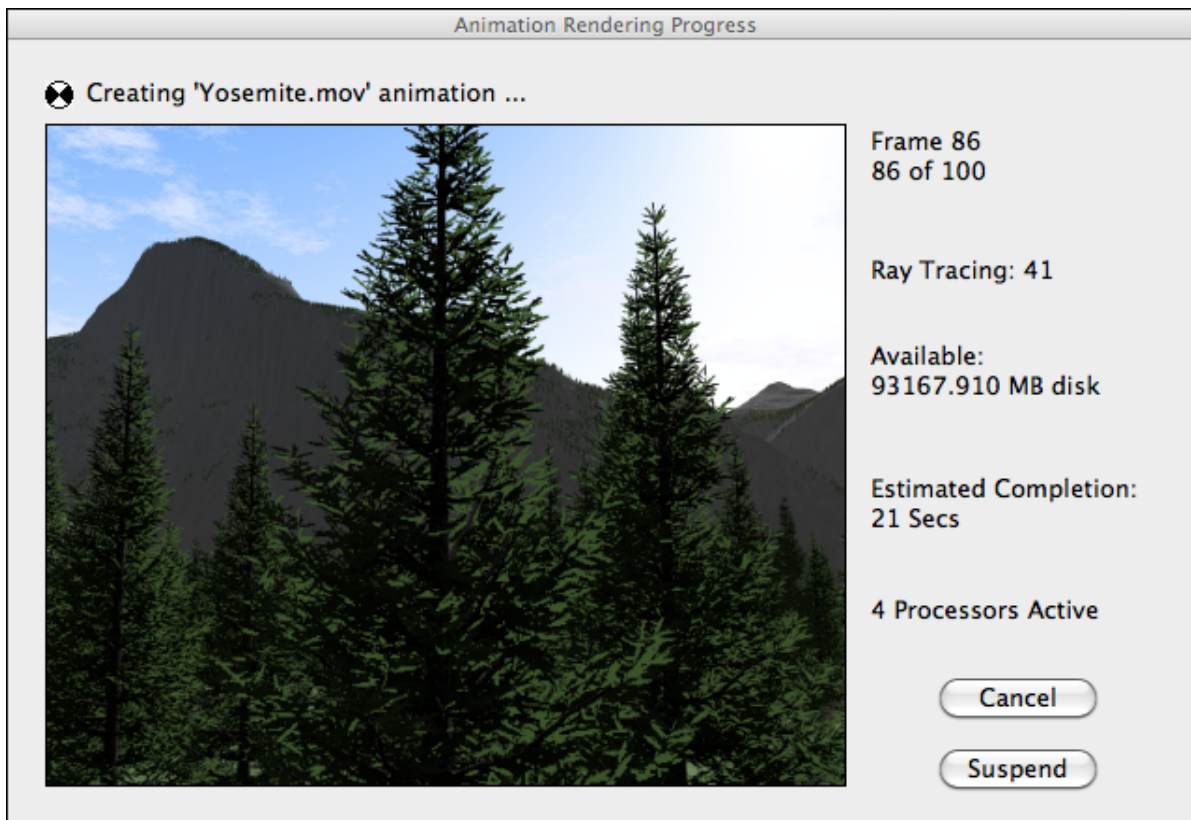 Animation Rendering Progress
Creating 'Yosemite.mov' animation ...
Frame 86
86 of 100
Ray Tracing: 41
Available:
93167.910 MB disk
Estimated Completion:
21 Secs
4 Processors Active
Cancel
Suspend